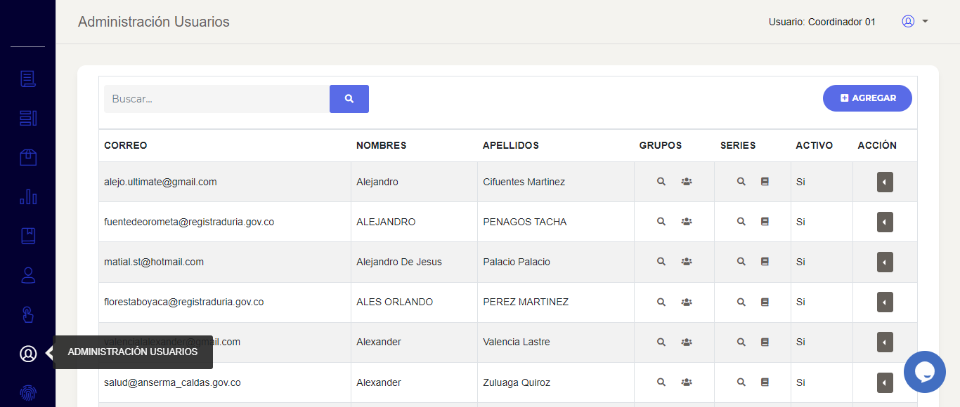 Administración Usuarios
Usuario: Coordinador 01
Buscar...
AGREGAR
CORREO NOMBRES APELLIDOS GRUPOS SERIES ACTIVO ACCIÓN
alejo.ultimate@gmail.com Alejandro Cifuentes Martinez Si
fuentedeorometa@registraduria.gov.co ALEJANDRO PENAGOS TACHA Si
matial.st@hotmail.com Alejandro De Jesus Palacio Palacio Si
florestaboyaca@registraduria.gov.co ALES ORLANDO PEREZ MARTINEZ Si
Alexander Valencia Lastre Si
ADMINISTRACIÓN USUARIOS
salud@anserma_caldas.gov.co Alexander Zuluaga Quiroz Si